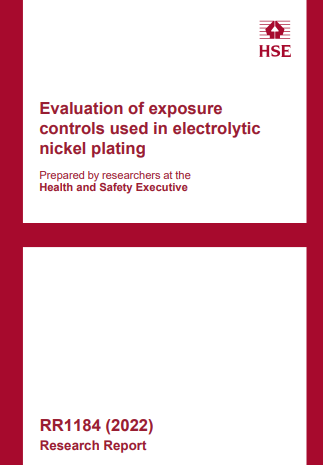 HSE
Evaluation of exposure
controls used in electrolytic
nickel plating
Prepared by researchers at the
Health and Safety Executive
RR1184 (2022)
Research Report